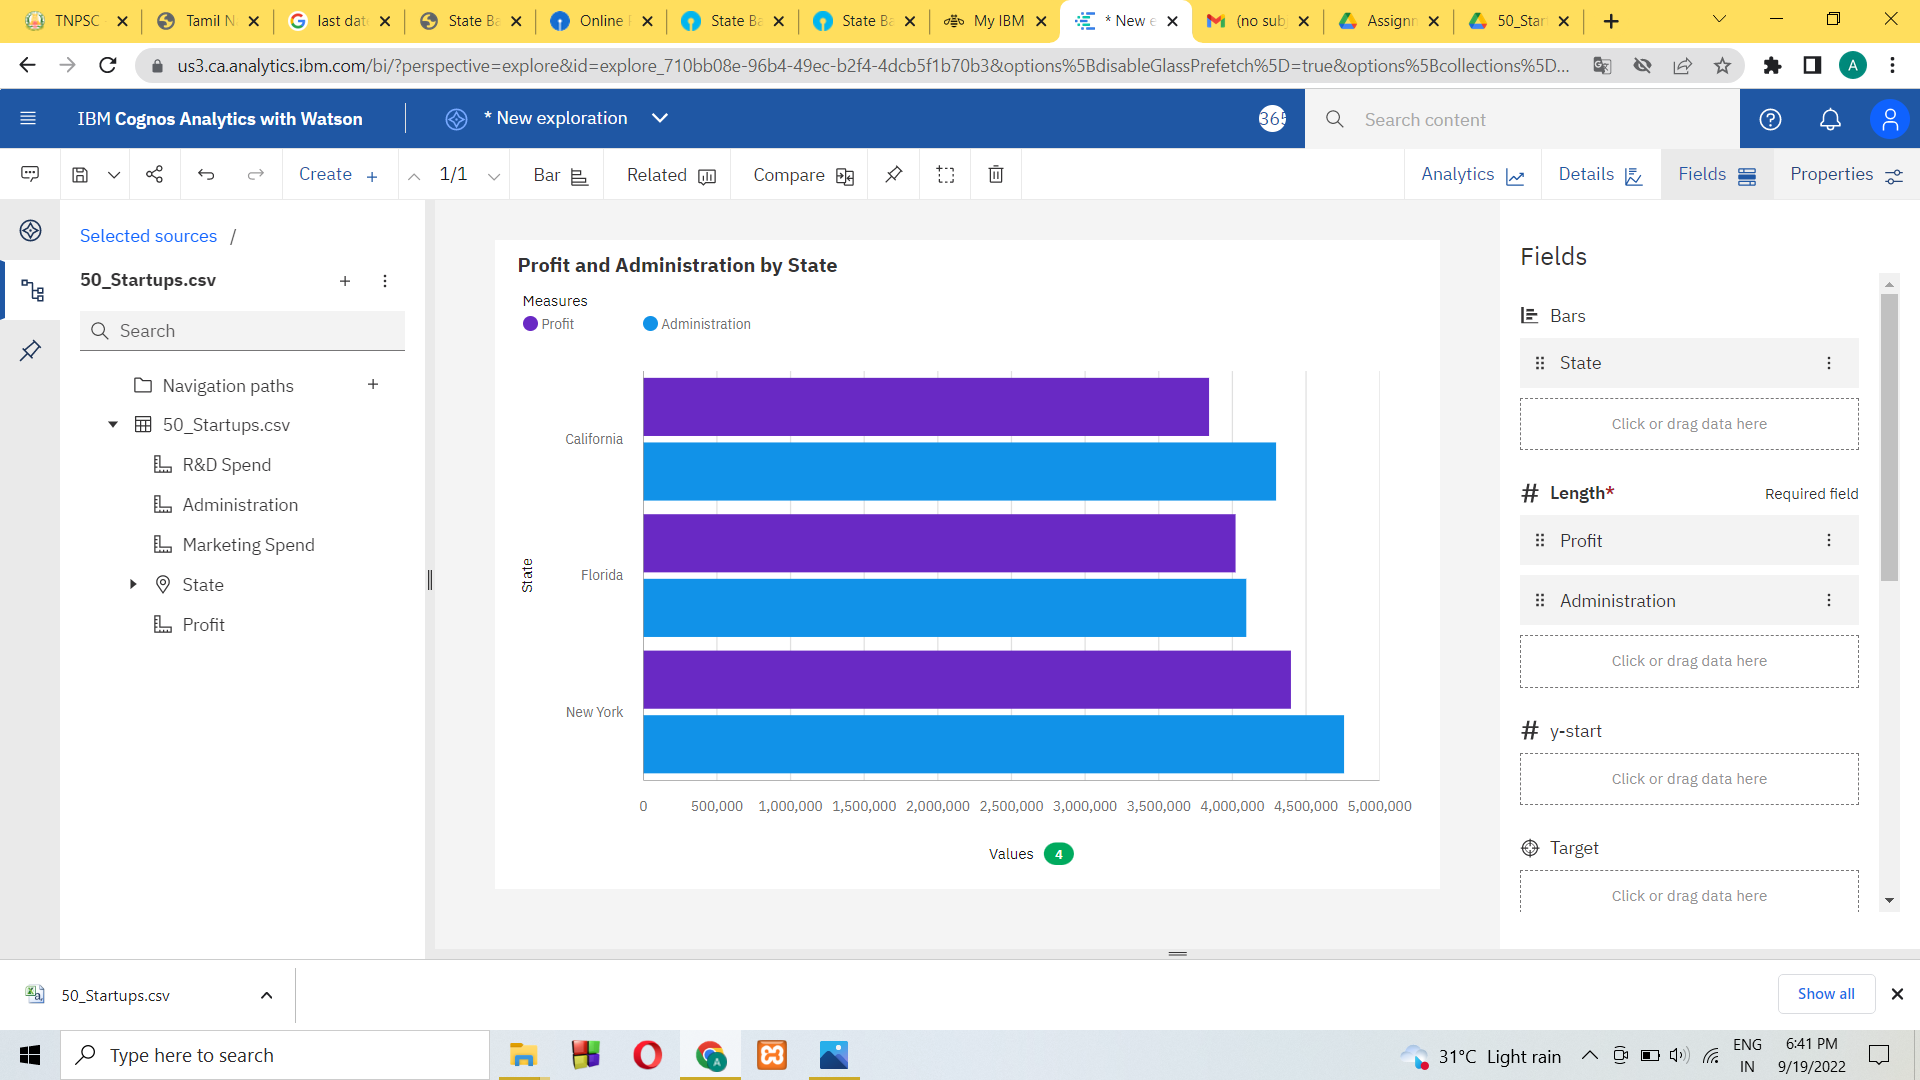 TNPSC
Tamil N
last dat
State Ba
Online
State Ba
State Ba
My IBM
* New e
(no sub
Assignm
50_Star
us3.ca.analytics.ibm.com/bi/?perspective=explore&id=explore_710bb08e-96b4-49ec-b2f4-4dcb5f1b70b3&options%5BdisableGlassPrefetch%5D=true&options%5Bcollections%5D...
A
IBM Cognos Analytics with Watson
* New exploration
365
Search content
Create +
1/1
Bar
Related
Compare
Analytics
Details
Fields
Properties
Selected sources /
50_Startups.csv
Search
Navigation paths
50_Startups.csv
R&D Spend
Administration
Marketing Spend
State
Profit
Profit and Administration by State
Measures
Profit
Administration
State
California
Florida
New York
0 500,000 1,000,000 1,500,000 2,000,000 2,500,000 3,000,000 3,500,000 4,000,000 4,500,000 5,000,000
Values 4
Fields
Bars
State
Click or drag data here
# Length*
Required field
Profit
Administration
Click or drag data here
# y-start
Click or drag data here
Target
Click or drag data here
50_Startups.csv
Show all
Type here to search
A
31°C Light rain
ENG
IN
6:41 PM
9/19/2022